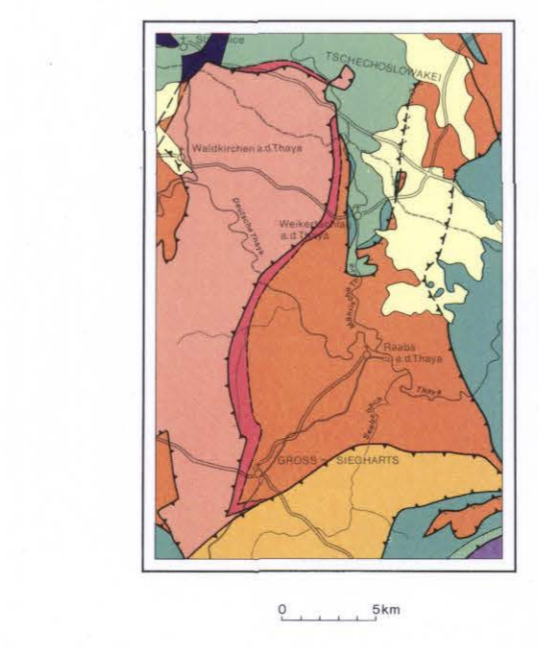 TSCHECHOSLOWAKEI
Waldkirchen a.d.Thaya
Deutsche Thaya
Weikertschlag
a.d.Thaya
Raabs
a.d.Thaya
Thaya
GROSS - SIEGHARTS
0 5km